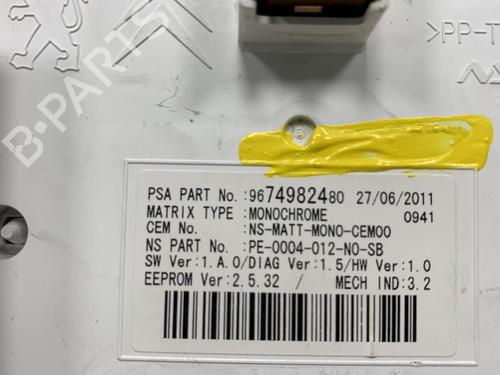 B-PARTS
>PP-T
PSA PART No.:9674982480 27/06/2011
MATRIX TYPE :MONOCHROME 0941
CEM No. :NS-MATT-MONO-CEM00
NS PART No. :PE-0004-012-NO-SB
SW Ver:1.A.0/DIAG Ver:1.5/HW Ver:1.0
EEPROM Ver:2.5.32 / MECH IND:3.2